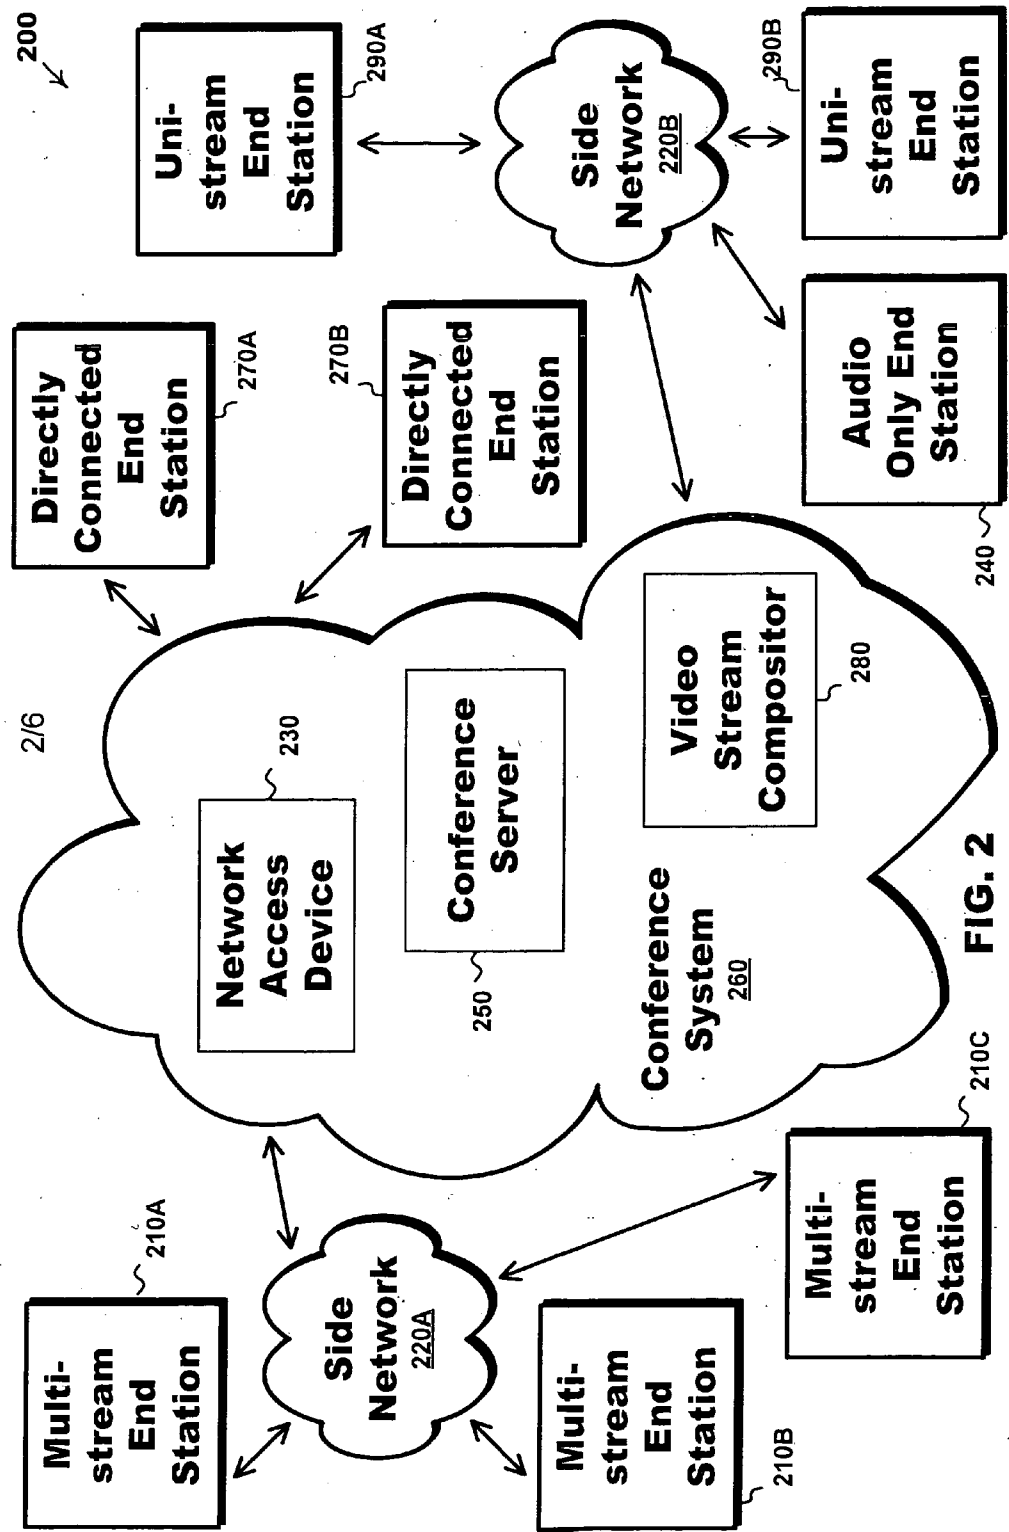 2/6
200
Multi-
stream
End
Station
210A
Side
Network
220A
Multi-
stream
End
Station
210B
Multi-
stream
End
Station
210C
Network
Access
Device
230
Conference
Server
250
Conference
System
260
Video
Stream
Compositor
280
Directly
Connected
End
Station
270A
Directly
Connected
End
Station
270B
Uni-
stream
End
Station
290A
Side
Network
220B
Uni-
stream
End
Station
290B
Audio
Only End
Station
240
FIG. 2